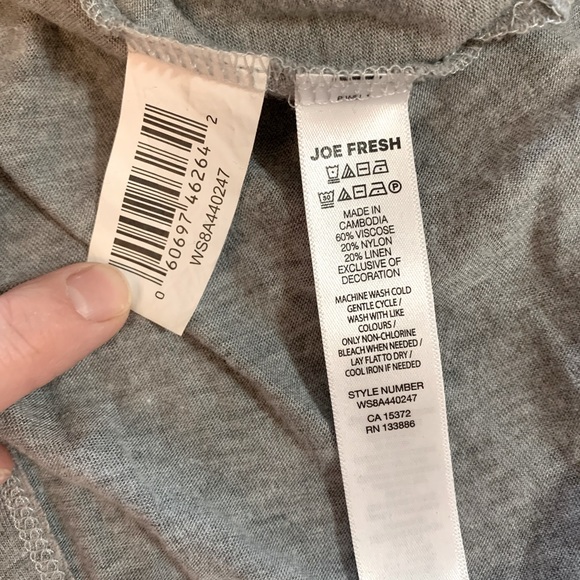 0 60697 46264 2
WS8A440247
JOE FRESH
30
P
MADE IN
CAMBODIA
60% VISCOSE
20% NYLON
20% LINEN
EXCLUSIVE OF
DECORATION
MACHINE WASH COLD
GENTLE CYCLE /
WASH WITH LIKE
COLOURS /
ONLY NON-CHLORINE
BLEACH WHEN NEEDED /
LAY FLAT TO DRY /
COOL IRON IF NEEDED
STYLE NUMBER
WS8A440247
CA 15372
RN 133886